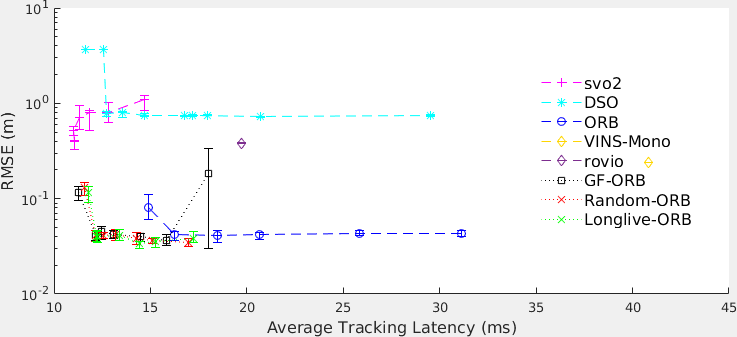 10^1
10^0
10^-1
10^-2
RMSE (m)
svo2
DSO
ORB
VINS-Mono
rovio
GF-ORB
Random-ORB
Longlive-ORB
10 15 20 25 30 35 40 45
Average Tracking Latency (ms)